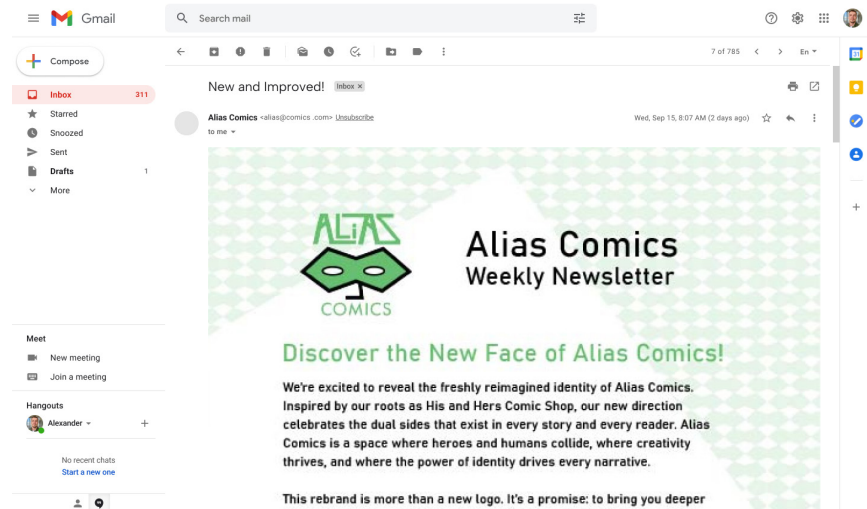 Gmail
Search mail
Compose
7 of 785
En
Inbox 311
Starred
Snoozed
Sent
Drafts 1
More
New and Improved!
Inbox ×
Alias Comics <alias@comics .com> Unsubscribe
Wed, Sep 15, 8:07 AM (2 days ago)
to me
31
ALiAS
COMICS
Alias Comics
Weekly Newsletter
Discover the New Face of Alias Comics!
We're excited to reveal the freshly reimagined identity of Alias Comics.
Inspired by our roots as His and Hers Comic Shop, our new direction
celebrates the dual sides that exist in every story and every reader. Alias
Comics is a space where heroes and humans collide, where creativity
thrives, and where the power of identity drives every narrative.
This rebrand is more than a new logo. It's a promise: to bring you deeper
Meet
New meeting
Join a meeting
Hangouts
Alexander
No recent chats
Start a new one